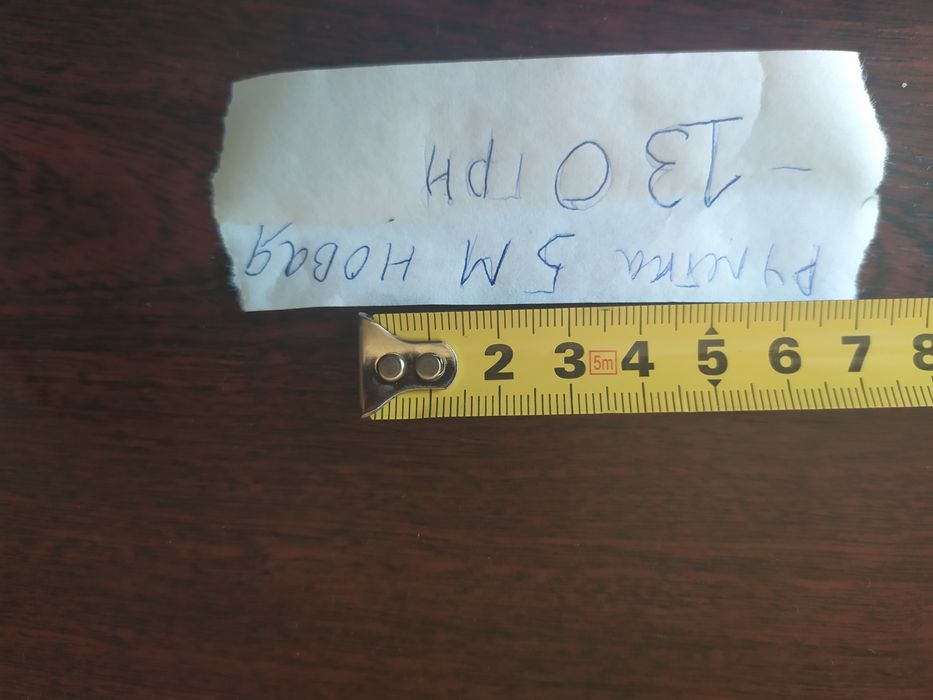 Рулетка 5 м новая
- 130 грн
2 3 5m 4 5 6 7 8